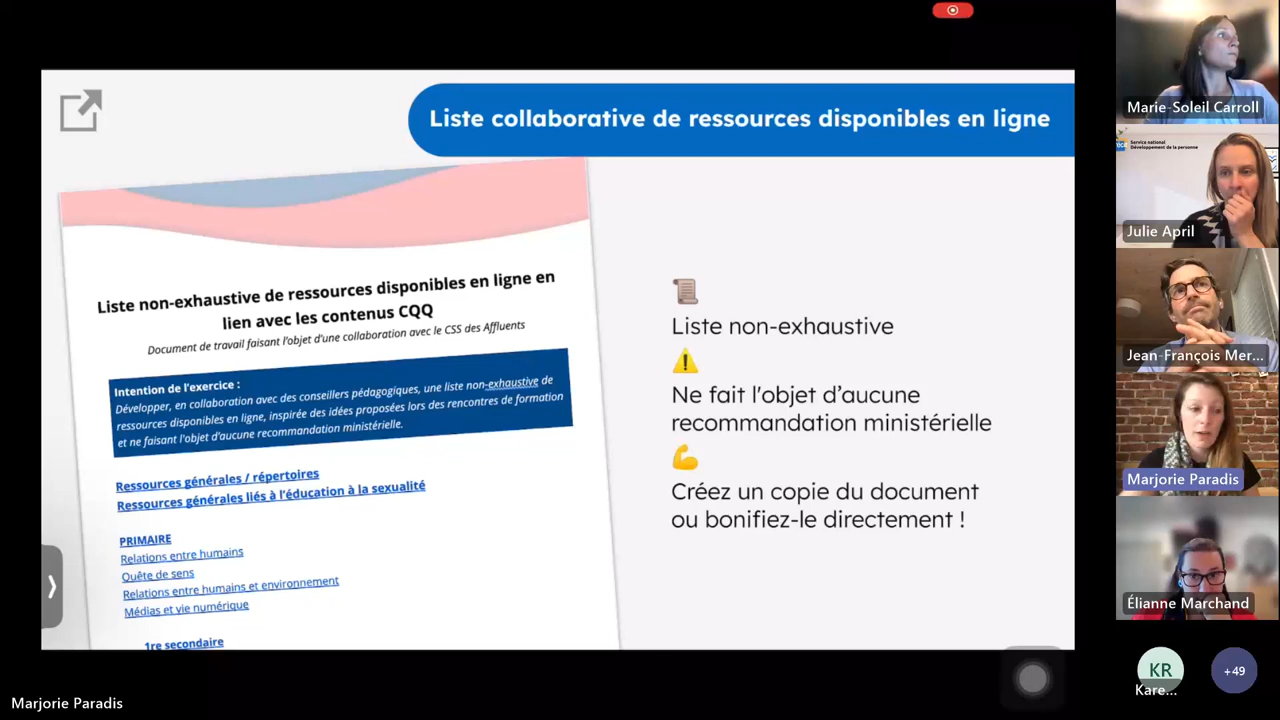 Liste collaborative de ressources disponibles en ligne
Liste non-exhaustive de ressources disponibles en ligne en
lien avec les contenus CQQ
Document de travail faisant l'objet d'une collaboration avec le CSS des Affluents
Intention de l'exercice :
Développer, en collaboration avec des conseillers pédagogiques, une liste non-exhaustive de
ressources disponibles en ligne, inspirée des idées proposées lors des rencontres de formation
et ne faisant l'objet d'aucune recommandation ministérielle.
Ressources générales / répertoires
Ressources générales liés à l'éducation à la sexualité
PRIMAIRE
Relations entre humains
Quête de sens
Relations entre humains et environnement
Médias et vie numérique
1re secondaire
Liste non-exhaustive
Ne fait l'objet d'aucune
recommandation ministérielle
Créez un copie du document
ou bonifiez-le directement !
Marie-Soleil Carroll
Service national
Développement de la personne
Julie April
Jean-François Mer...
Marjorie Paradis
Élianne Marchand
KR
Kare...
+49
Marjorie Paradis